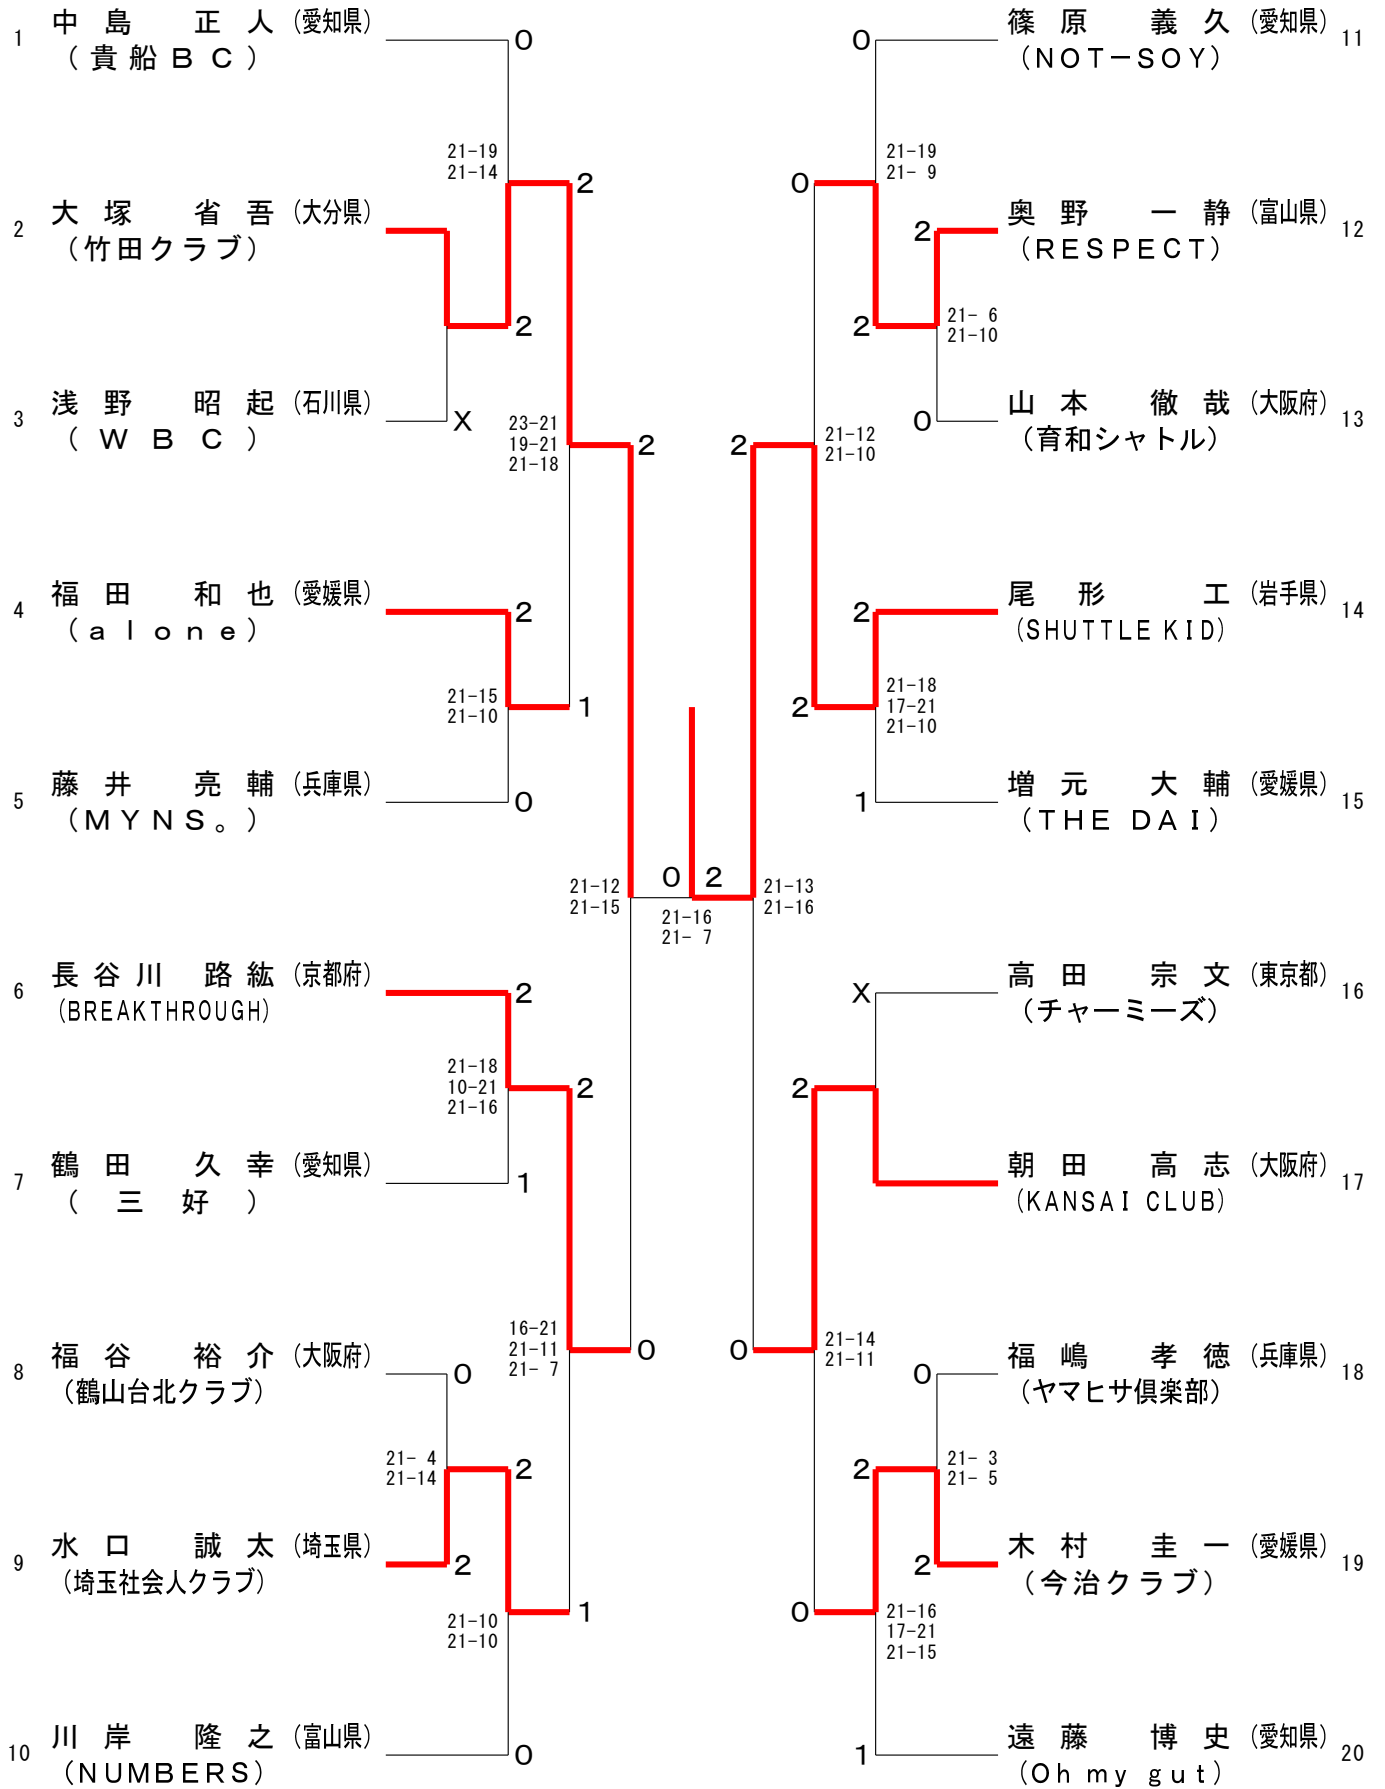 1 中島 正人 (愛知県)
(貴船BC)
0
21-19
21-14
2
2 大塚 省吾 (大分県)
(竹田クラブ)
2
3 浅野 昭起 (石川県)
(WBC)
X
23-21
19-21
21-18
2
4 福田 和也 (愛媛県)
(alone)
2
21-15
21-10
1
5 藤井 亮輔 (兵庫県)
(MYNS。)
0
21-12
21-15
6 長谷川 路紘 (京都府)
(BREAKTHROUGH)
2
21-18
10-21
21-16
2
7 鶴田 久幸 (愛知県)
(三好)
1
16-21
21-11
21- 7
0
8 福谷 裕介 (大阪府)
(鶴山台北クラブ)
0
21- 4
21-14
2
9 水口 誠太 (埼玉県)
(埼玉社会人クラブ)
2
21-10
21-10
1
10 川岸 隆之 (富山県)
(NUMBERS)
0
0 2
21-16
21- 7
0
篠原 義久 (愛知県) 11
(NOT-SOY)
0
21-19
21- 9
2
奥野 一静 (富山県) 12
(RESPECT)
2
21- 6
21-10
0
山本 徹哉 (大阪府) 13
(育和シャトル)
2
21-12
21-10
2
尾形 工 (岩手県) 14
(SHUTTLE KID)
2
21-18
17-21
21-10
1
増元 大輔 (愛媛県) 15
(THE DAI)
21-13
21-16
X
高田 宗文 (東京都) 16
(チャーミーズ)
2
朝田 高志 (大阪府) 17
(KANSAI CLUB)
0
21-14
21-11
0
福嶋 孝徳 (兵庫県) 18
(ヤマヒサ倶楽部)
2
21- 3
21- 5
2
木村 圭一 (愛媛県) 19
(今治クラブ)
0
21-16
17-21
21-15
1
遠藤 博史 (愛知県) 20
(Oh my gut)